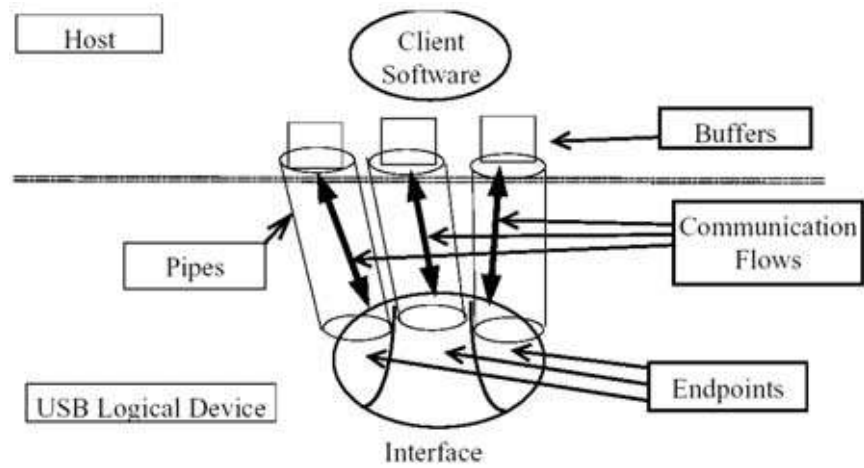 Host
Client
Software
Buffers
Communication
Flows
Pipes
Endpoints
USB Logical Device
Interface